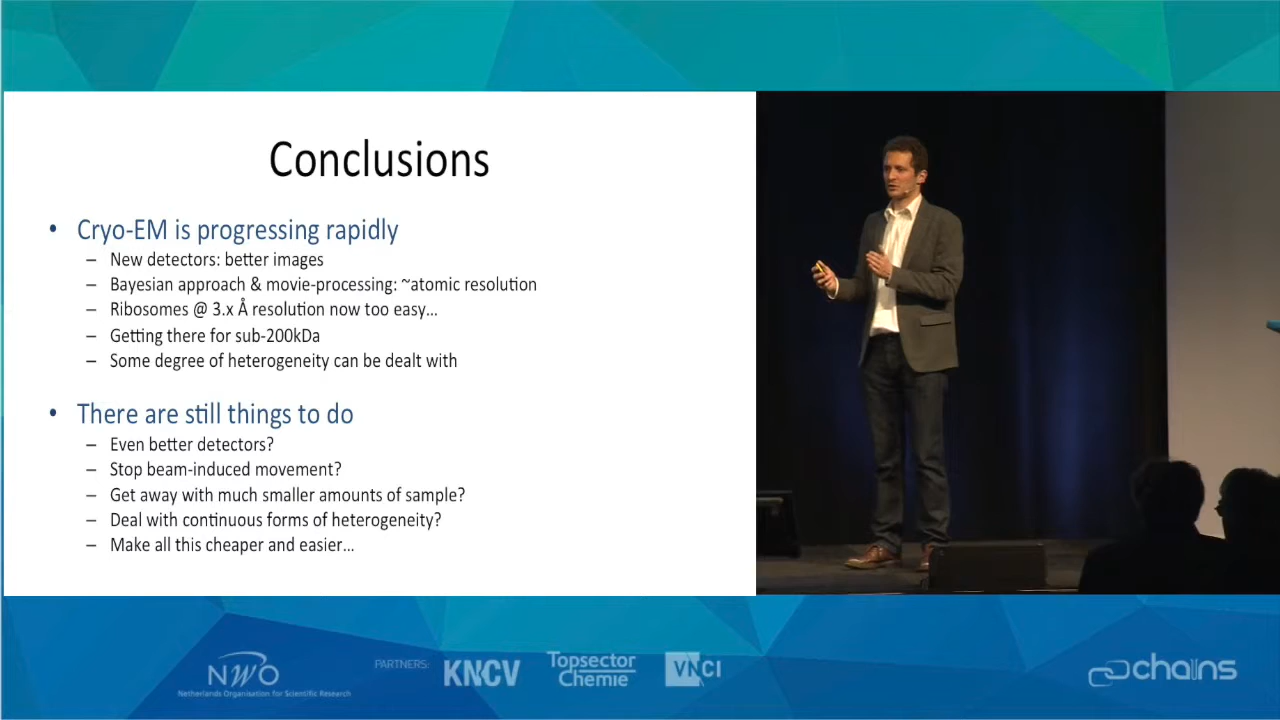 Conclusions
• Cryo-EM is progressing rapidly
– New detectors: better images
– Bayesian approach & movie-processing: ~atomic resolution
– Ribosomes @ 3.x Å resolution now too easy…
– Getting there for sub-200kDa
– Some degree of heterogeneity can be dealt with
• There are still things to do
– Even better detectors?
– Stop beam-induced movement?
– Get away with much smaller amounts of sample?
– Deal with continuous forms of heterogeneity?
– Make all this cheaper and easier…
NWO
Netherlands Organisation for Scientific Research
PARTNERS:
KNCV
Topsector
Chemie
VNCI
chains